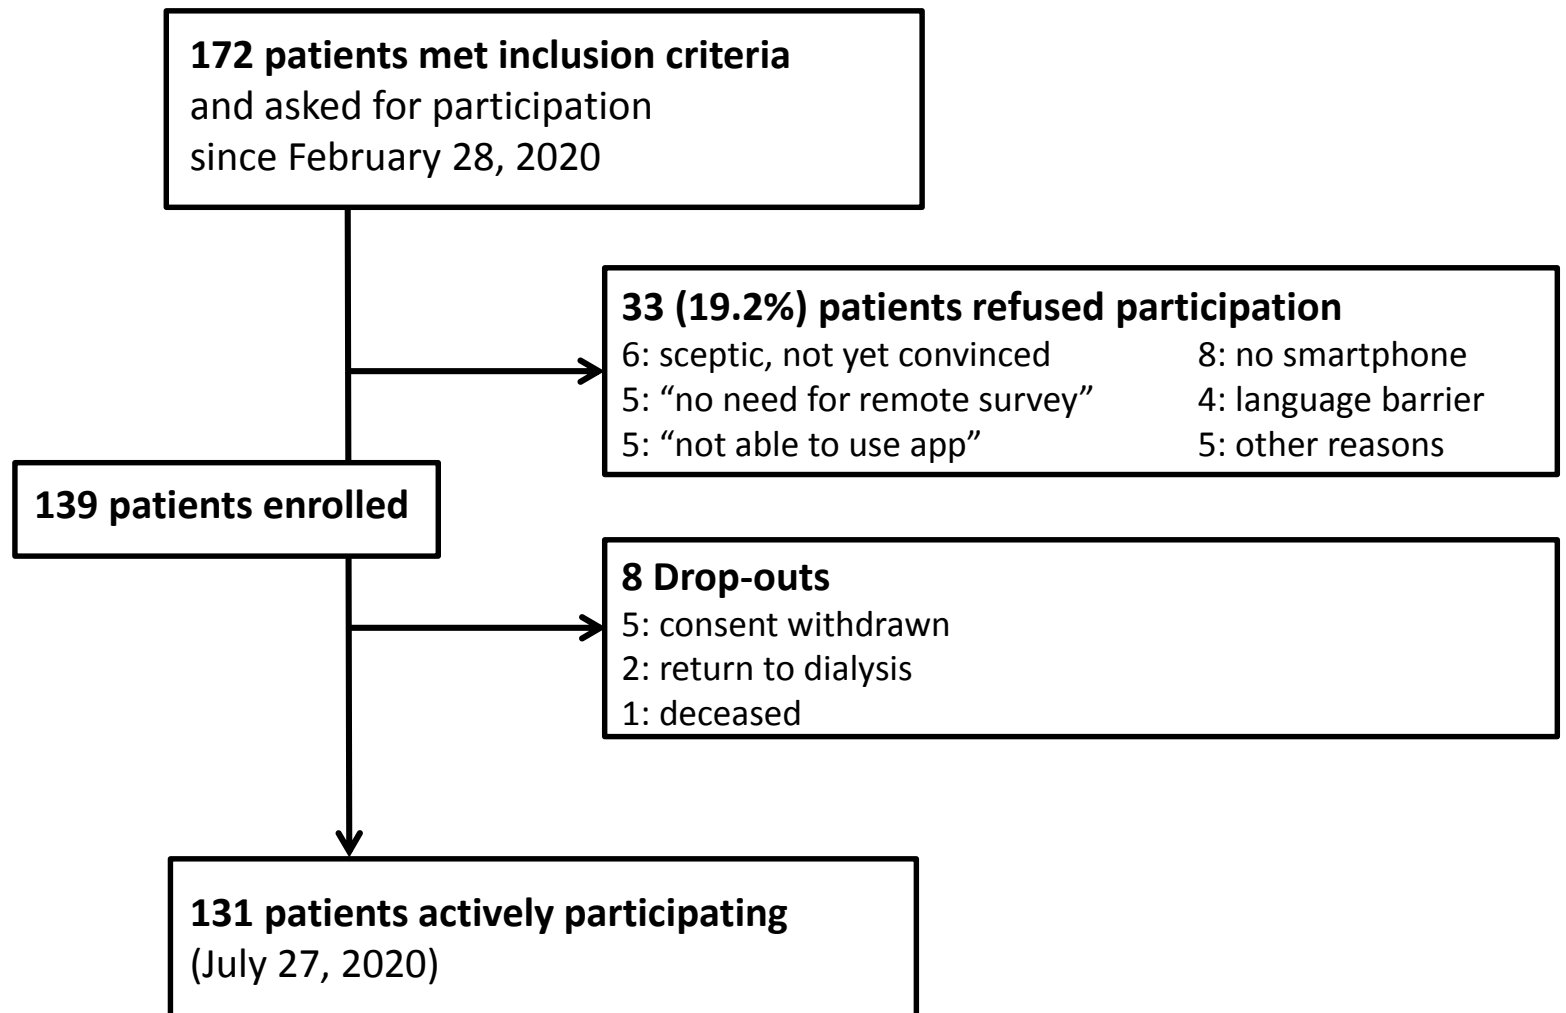 172 patients met inclusion criteria
and asked for participation
since February 28, 2020
33 (19.2%) patients refused participation
6: sceptic, not yet convinced
8: no smartphone
5: “no need for remote survey”
4: language barrier
5: “not able to use app”
5: other reasons
139 patients enrolled
8 Drop-outs
5: consent withdrawn
2: return to dialysis
1: deceased
131 patients actively participating
(July 27, 2020)